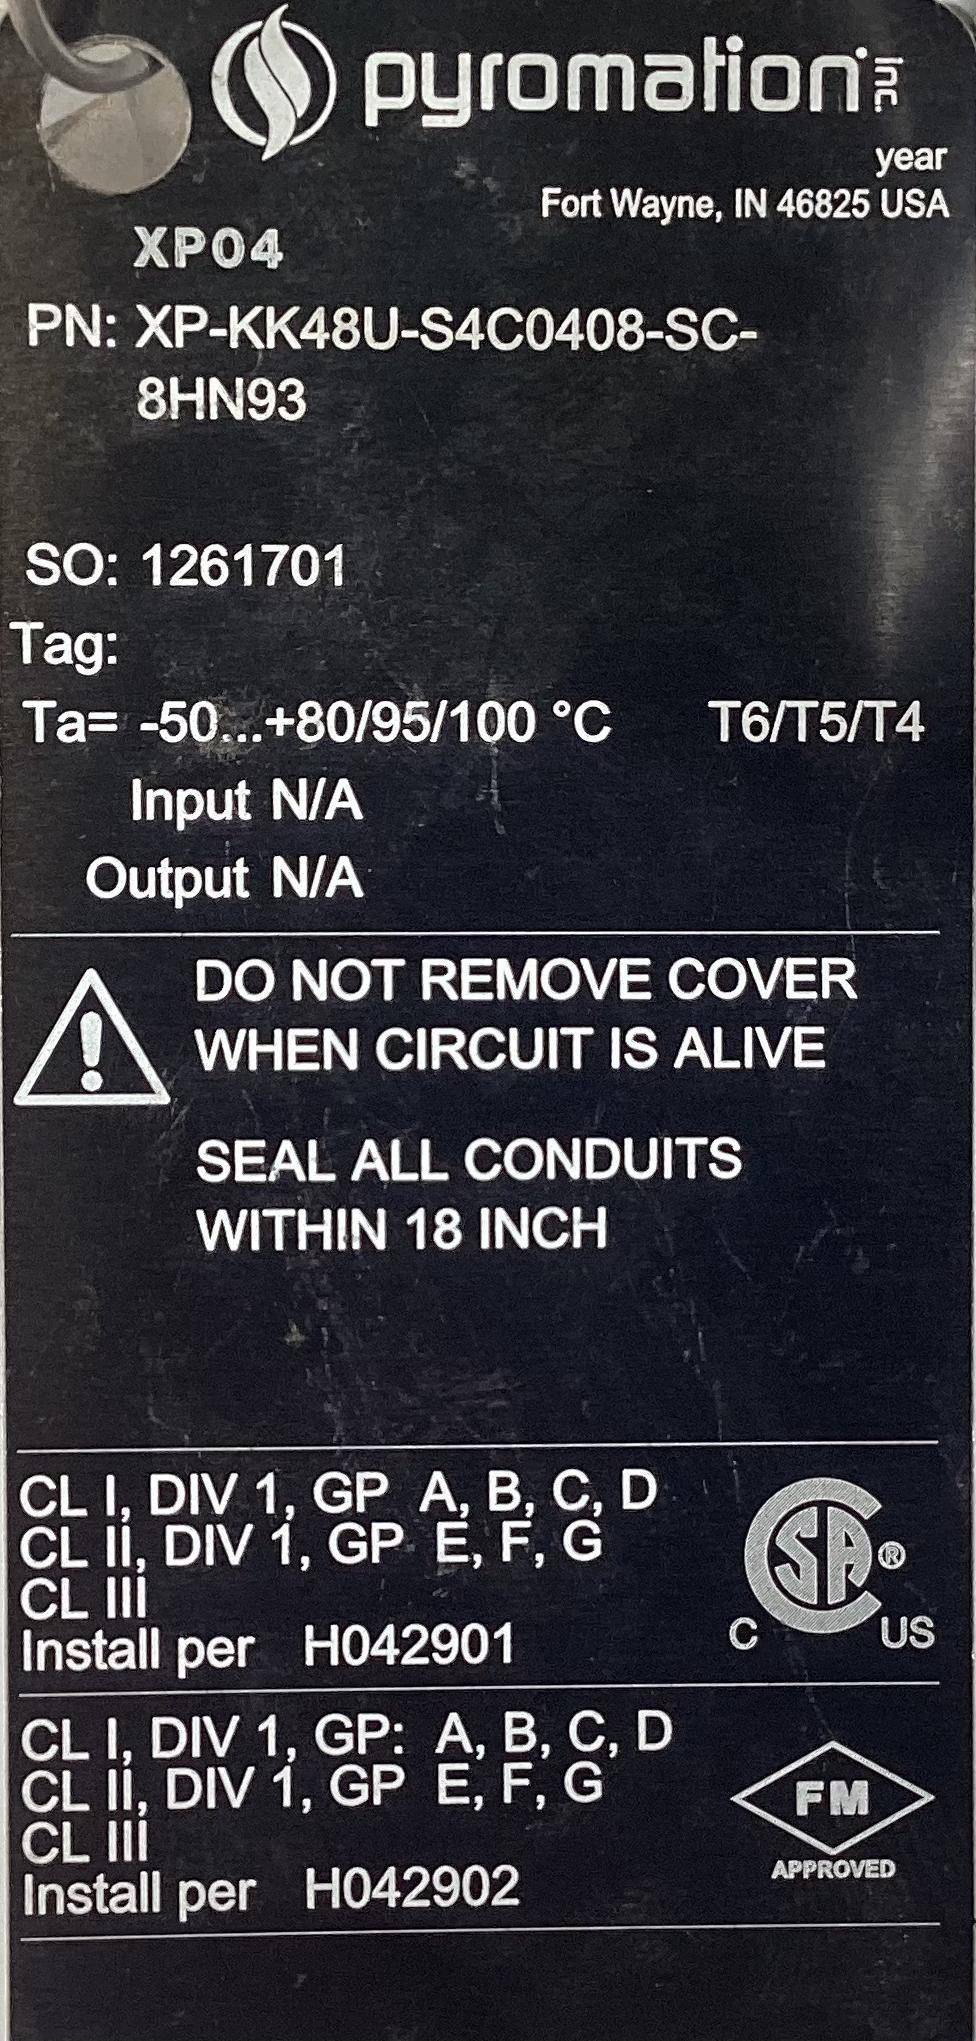 pyromation inc.
year
Fort Wayne, IN 46825 USA
XP04
PN: XP-KK48U-S4C0408-SC-
8HN93
SO: 1261701
Tag:
Ta= -50...+80/95/100 °C T6/T5/T4
Input N/A
Output N/A
DO NOT REMOVE COVER
WHEN CIRCUIT IS ALIVE
SEAL ALL CONDUITS
WITHIN 18 INCH
CL I, DIV 1, GP A, B, C, D
CL II, DIV 1, GP E, F, G
CL III
Install per H042901
CSA ®
C US
CL I, DIV 1, GP: A, B, C, D
CL II, DIV 1, GP E, F, G
CL III
Install per H042902
FM
APPROVED